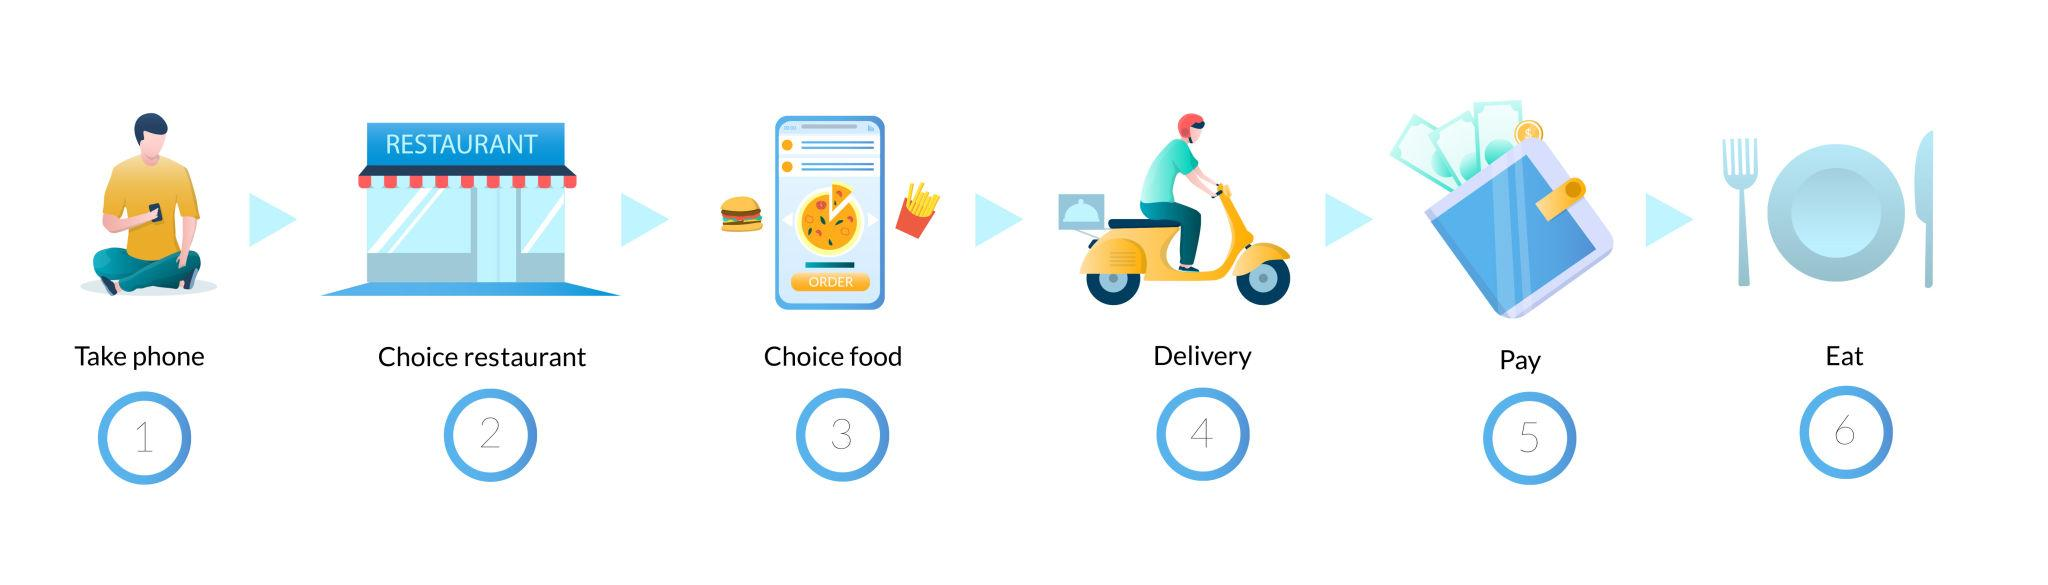 RESTAURANT
ORDER
Take phone
Choice restaurant
Choice food
Delivery
Pay
Eat
1
2
3
4
5
6